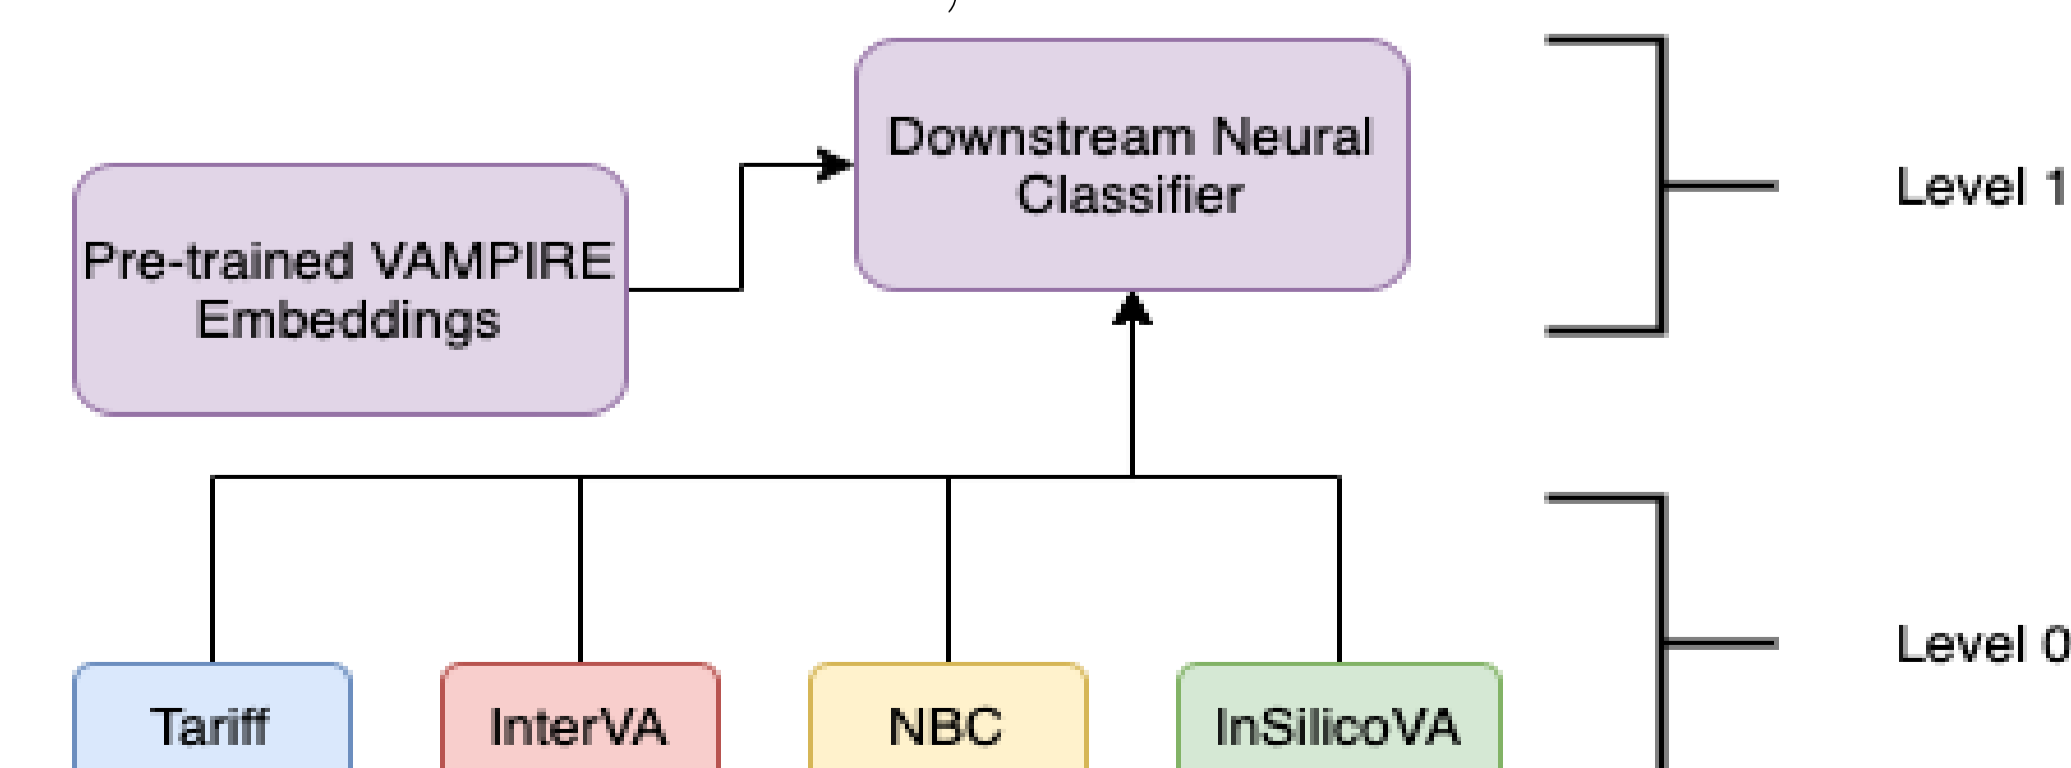 Downstream Neural
Classifier
Level 1
Pre-trained VAMPIRE
Embeddings
Level 0
Tariff
InterVA
NBC
InSilicoVA